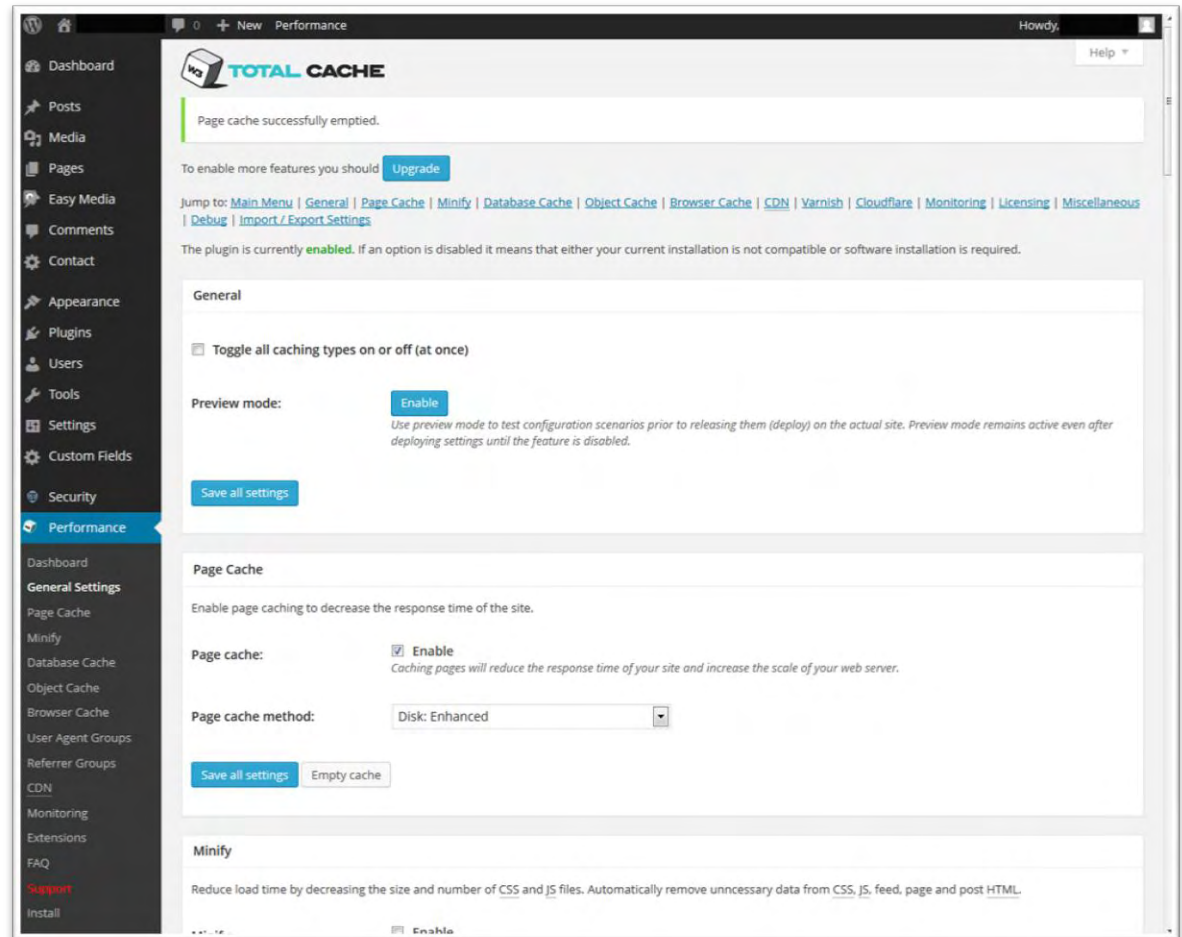 0 New Performance Howdy,
Help
Dashboard
Posts
Media
Pages
Easy Media
Comments
Contact
Appearance
Plugins
Users
Tools
Settings
Custom Fields
Security
Performance
Dashboard
General Settings
Page Cache
Minify
Database Cache
Object Cache
Browser Cache
User Agent Groups
Referrer Groups
CDN
Monitoring
Extensions
FAQ
Support
Install
W3 TOTAL CACHE
Page cache successfully emptied.
To enable more features you should Upgrade
Jump to: Main Menu | General | Page Cache | Minify | Database Cache | Object Cache | Browser Cache | CDN | Varnish | Cloudflare | Monitoring | Licensing | Miscellaneous
| Debug | Import / Export Settings
The plugin is currently enabled. If an option is disabled it means that either your current installation is not compatible or software installation is required.
General
Toggle all caching types on or off (at once)
Preview mode: Enable
Use preview mode to test configuration scenarios prior to releasing them (deploy) on the actual site. Preview mode remains active even after
deploying settings until the feature is disabled.
Save all settings
Page Cache
Enable page caching to decrease the response time of the site.
Page cache: Enable
Caching pages will reduce the response time of your site and increase the scale of your web server.
Page cache method: Disk: Enhanced
Save all settings Empty cache
Minify
Reduce load time by decreasing the size and number of CSS and JS files. Automatically remove unncessary data from CSS, JS, feed, page and post HTML.
Minify Enable